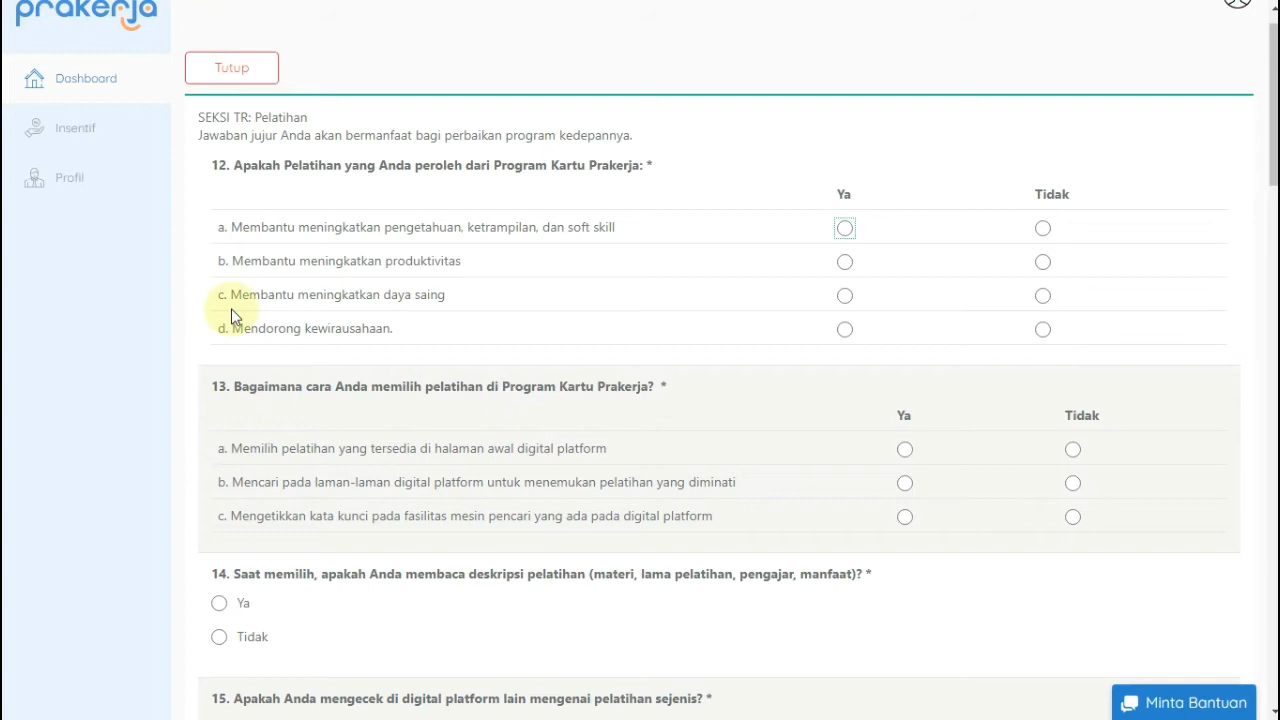 prakerja
Tutup
Dashboard
Insentif
Profil
SEKSI TR: Pelatihan
Jawaban jujur Anda akan bermanfaat bagi perbaikan program kedepannya.
12. Apakah Pelatihan yang Anda peroleh dari Program Kartu Prakerja: *
Ya Tidak
a. Membantu meningkatkan pengetahuan, ketrampilan, dan soft skill
b. Membantu meningkatkan produktivitas
c. Membantu meningkatkan daya saing
d. Mendorong kewirausahaan.
13. Bagaimana cara Anda memilih pelatihan di Program Kartu Prakerja? *
Ya Tidak
a. Memilih pelatihan yang tersedia di halaman awal digital platform
b. Mencari pada laman-laman digital platform untuk menemukan pelatihan yang diminati
c. Mengetikkan kata kunci pada fasilitas mesin pencari yang ada pada digital platform
14. Saat memilih, apakah Anda membaca deskripsi pelatihan (materi, lama pelatihan, pengajar, manfaat)? *
Ya
Tidak
15. Apakah Anda mengecek di digital platform lain mengenai pelatihan sejenis? *
Minta Bantuan